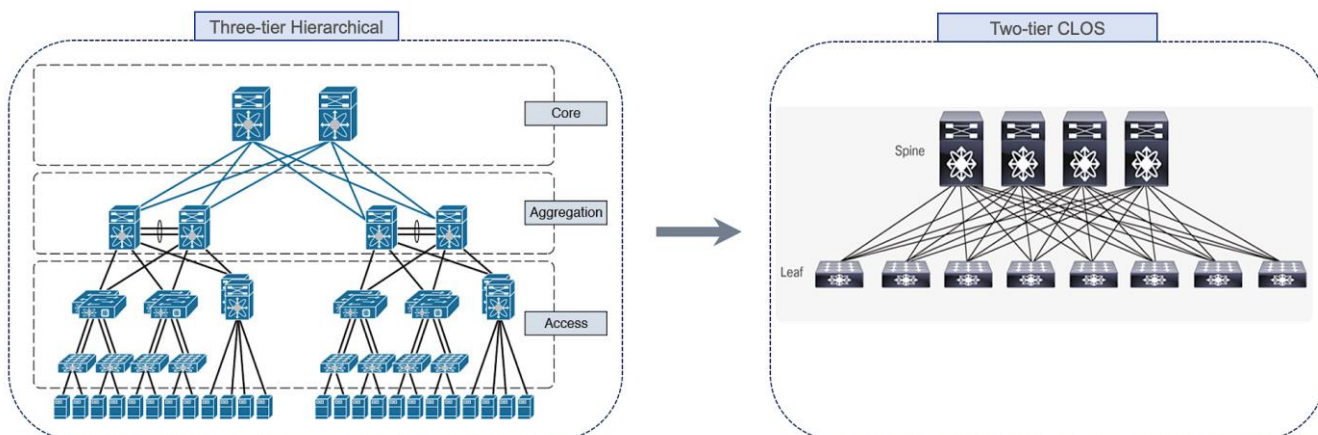 Three-tier Hierarchical
Core
Aggregation
Access
Two-tier CLOS
Spine
Leaf